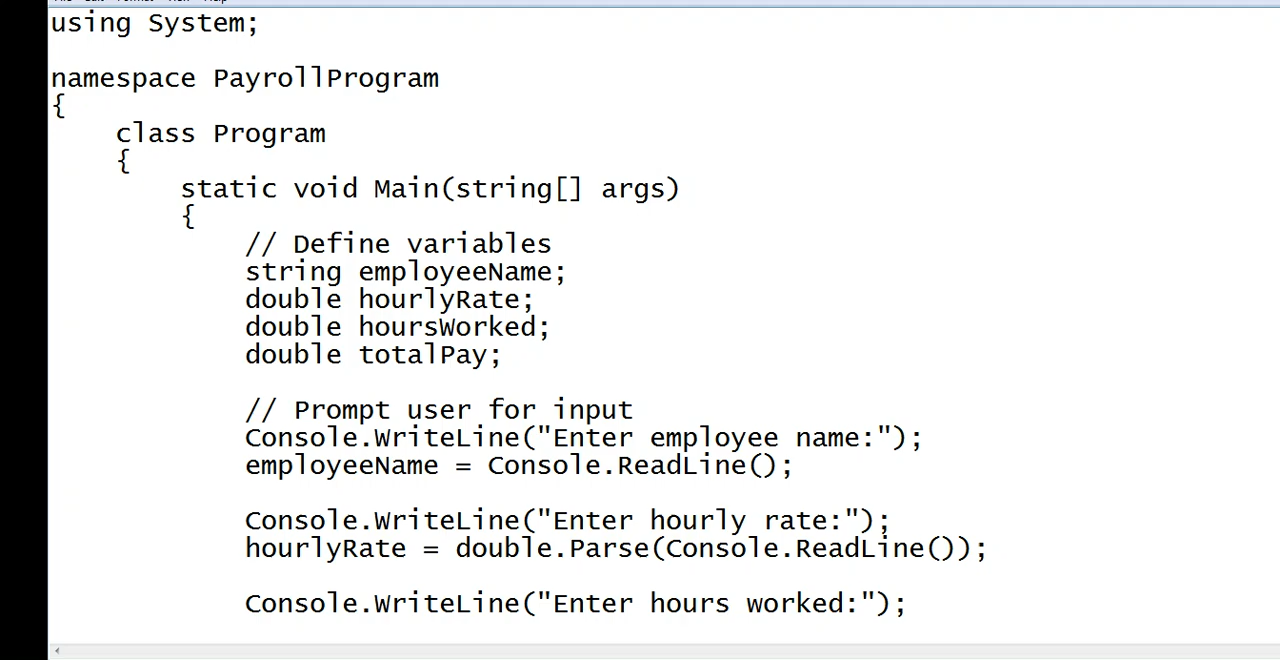 using System;
namespace PayrollProgram
{
class Program
{
static void Main(string[] args)
{
// Define variables
string employeeName;
double hourlyRate;
double hoursWorked;
double totalPay;
// Prompt user for input
Console.WriteLine("Enter employee name:");
employeeName = Console.ReadLine();
Console.WriteLine("Enter hourly rate:");
hourlyRate = double.Parse(Console.ReadLine());
Console.WriteLine("Enter hours worked:");